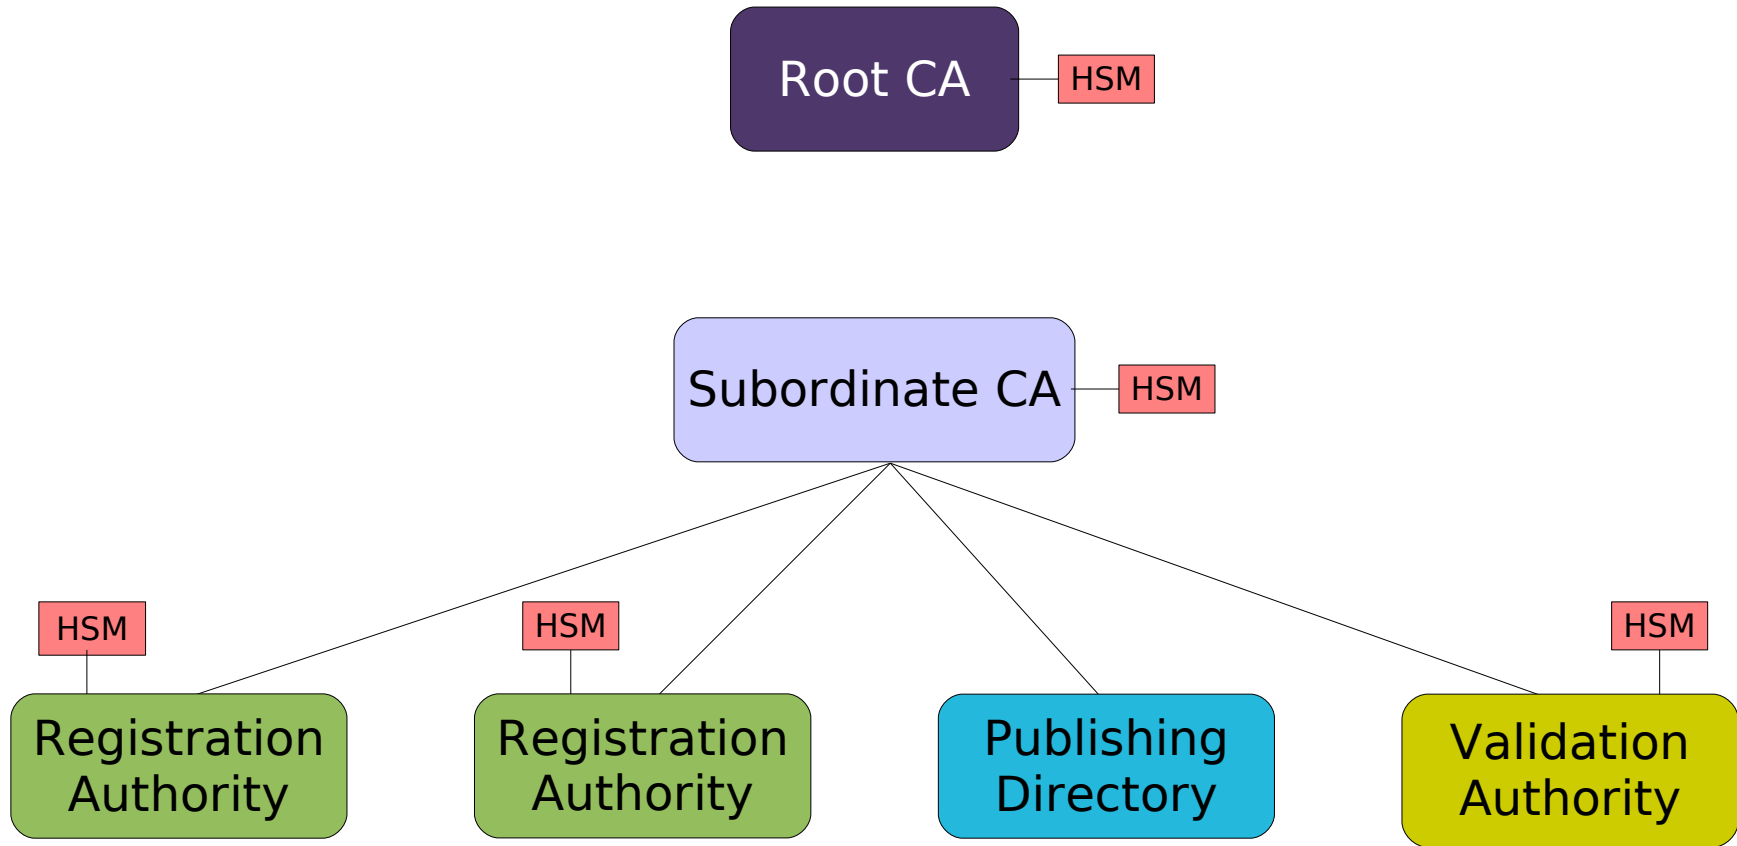 Root CA
HSM
Subordinate CA
HSM
HSM
HSM
HSM
Registration
Authority
Registration
Authority
Publishing
Directory
Validation
Authority